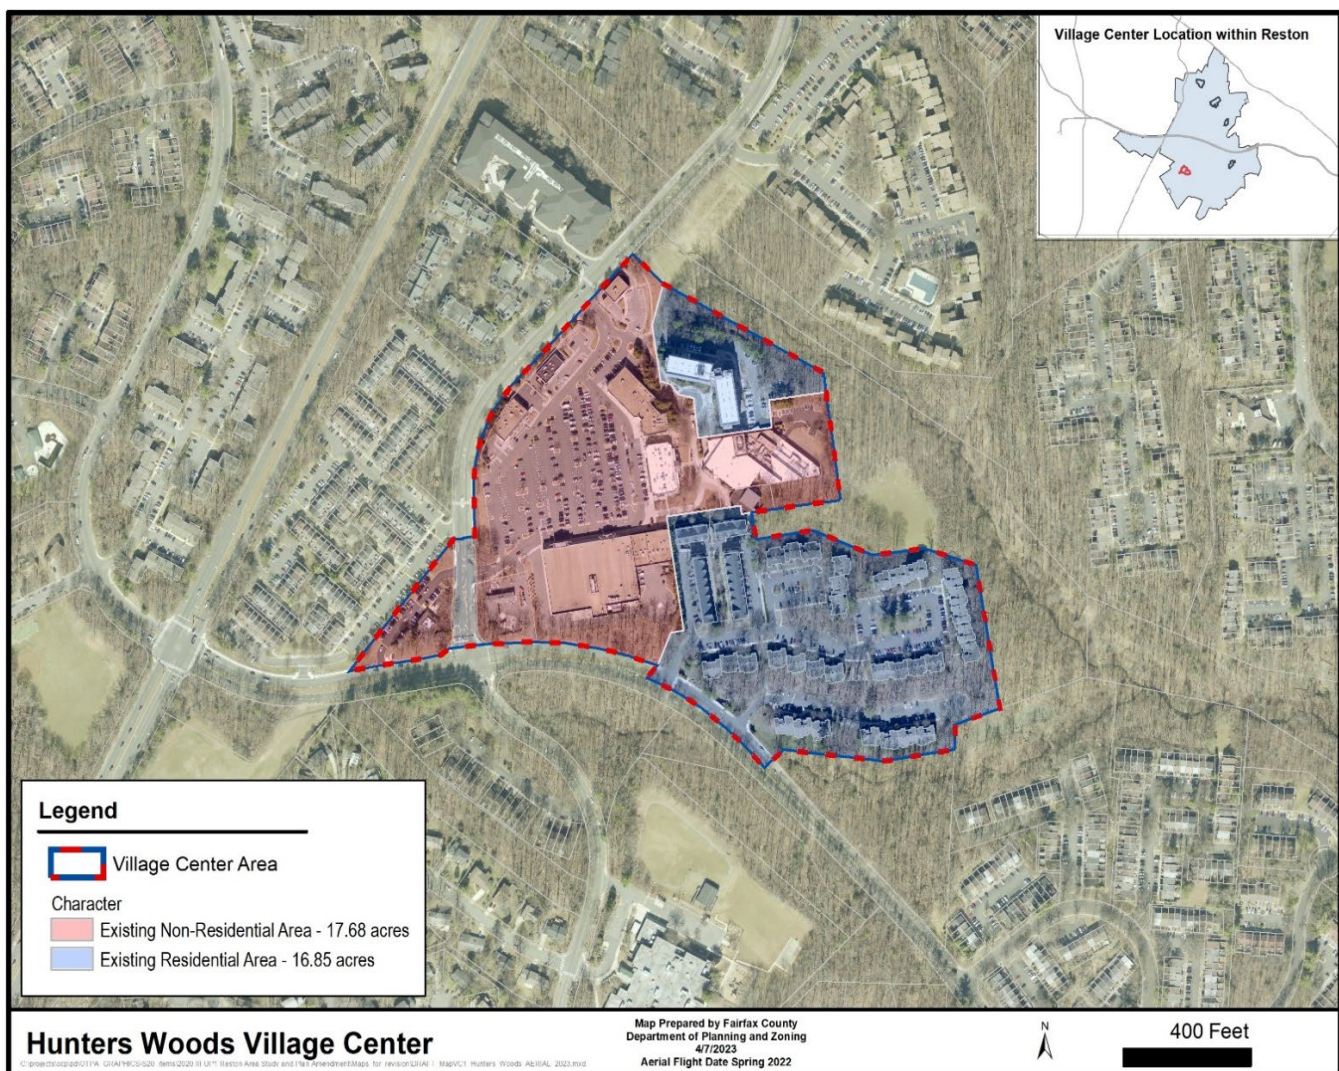 Village Center Location within Reston
Legend
Village Center Area
Character
Existing Non-Residential Area - 17.68 acres
Existing Residential Area - 16.85 acres
Hunters Woods Village Center
Map Prepared by Fairfax County
Department of Planning and Zoning
4/7/2023
Aerial Flight Date Spring 2022
N
400 Feet